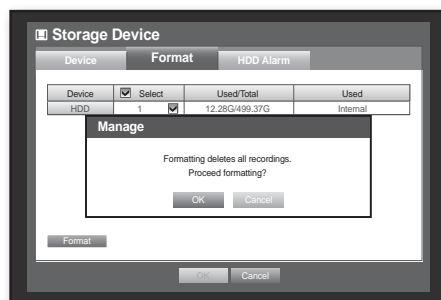 Storage Device
Device Format HDD Alarm
Device Select Used/Total Used
HDD 1 12.28G/499.37G Internal
Manage
Formatting deletes all recordings.
Proceed formatting?
OK Cancel
Format
OK Cancel